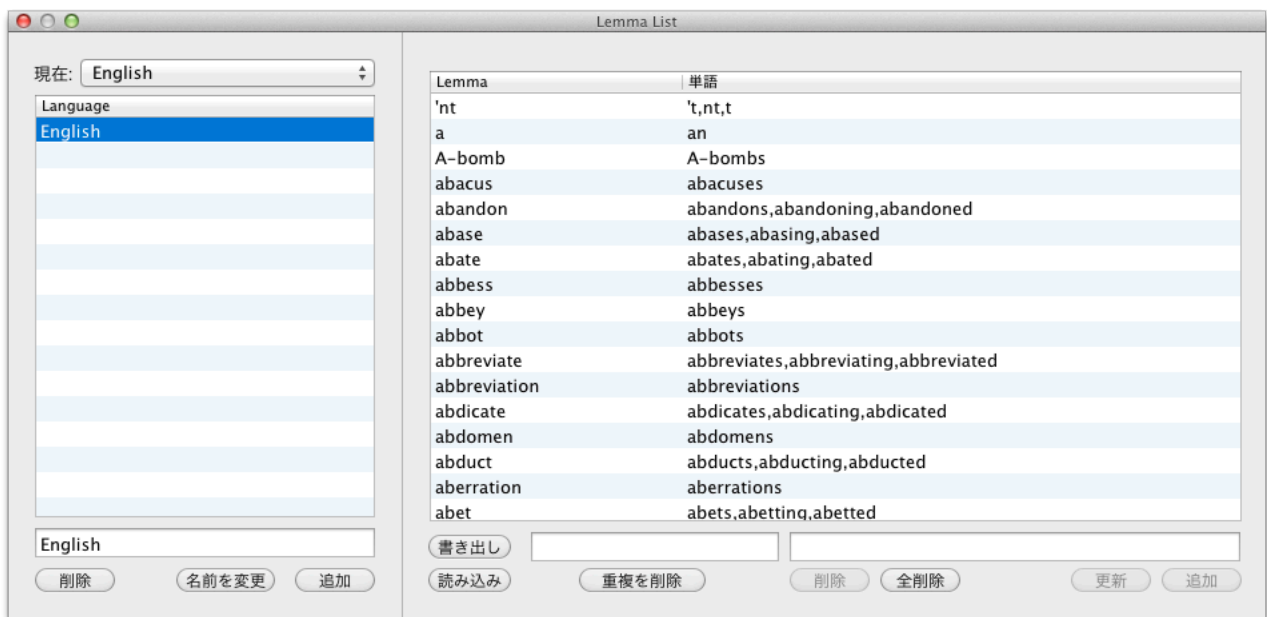 Lemma List
現在: English
Language
English
English
削除 名前を変更 追加
Lemma 単語
'nt 't,nt,t
a an
A-bomb A-bombs
abacus abacuses
abandon abandons,abandoning,abandoned
abase abases,abasing,abased
abate abates,abating,abated
abbess abbesses
abbey abbeys
abbot abbots
abbreviate abbreviates,abbreviating,abbreviated
abbreviation abbreviations
abdicate abdicates,abdicating,abdicated
abdomen abdomens
abduct abducts,abducting,abducted
aberration aberrations
abet abets,abetting,abetted
書き出し
読み込み 重複を削除 削除 全削除 更新 追加